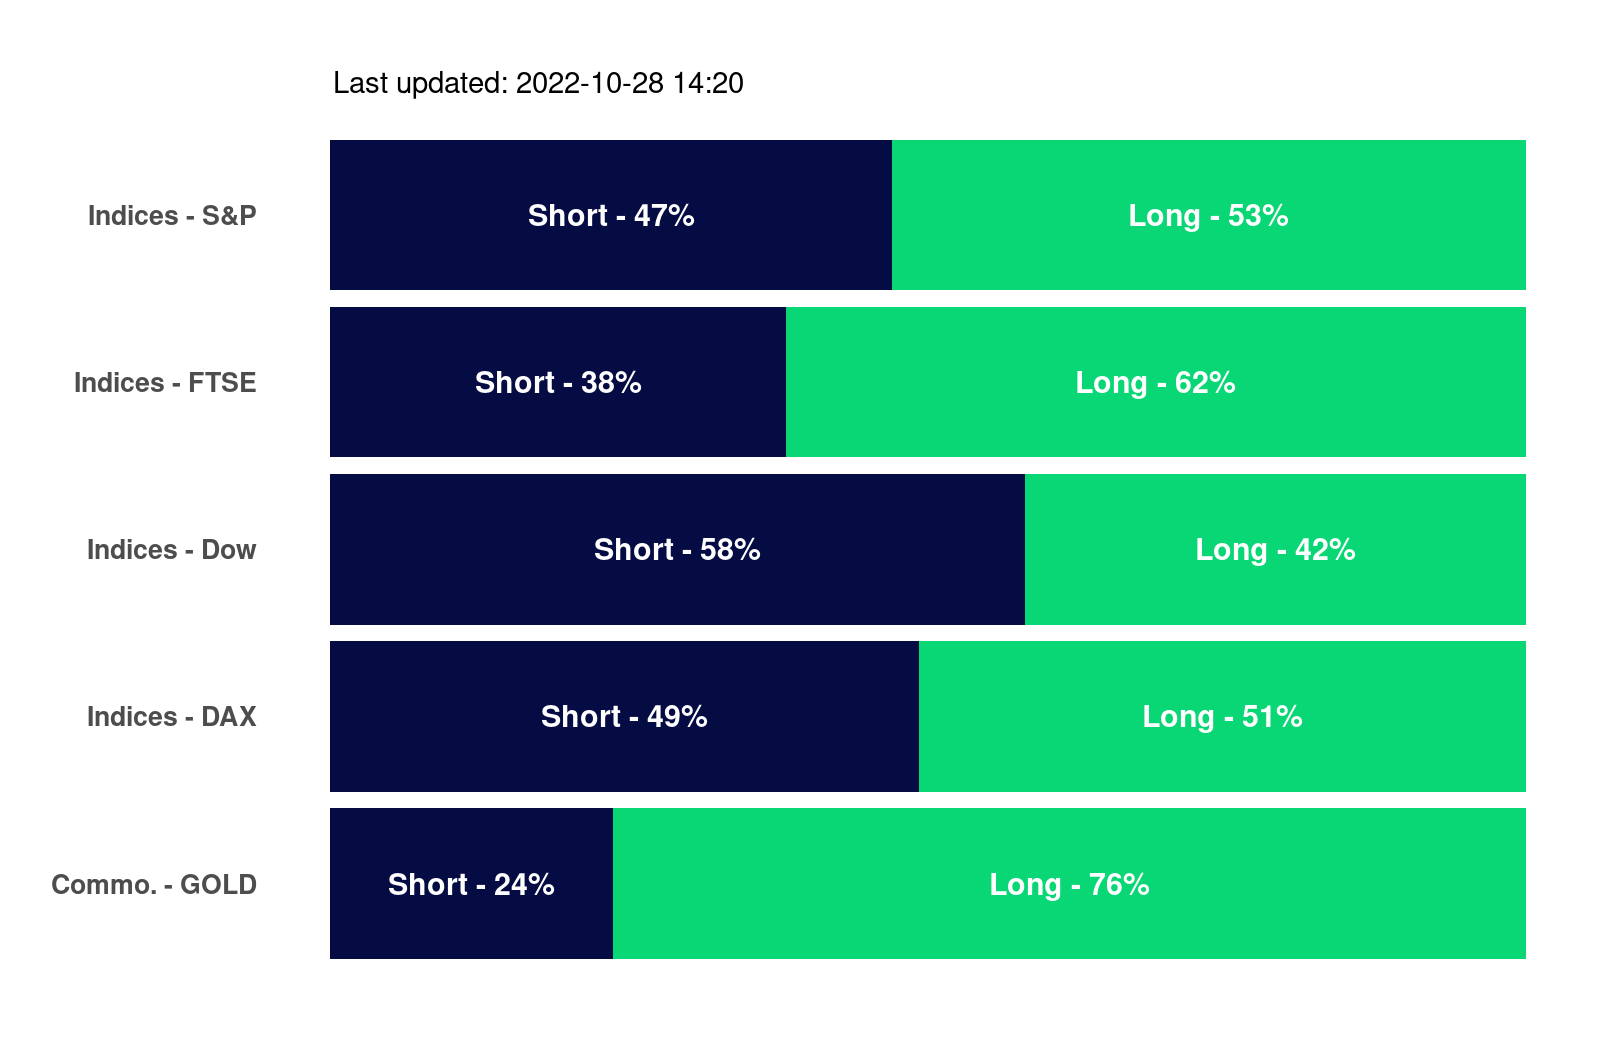 Last updated: 2022-10-28 14:20
Indices - S&P Short - 47% Long - 53%
Indices - FTSE Short - 38% Long - 62%
Indices - Dow Short - 58% Long - 42%
Indices - DAX Short - 49% Long - 51%
Commo. - GOLD Short - 24% Long - 76%